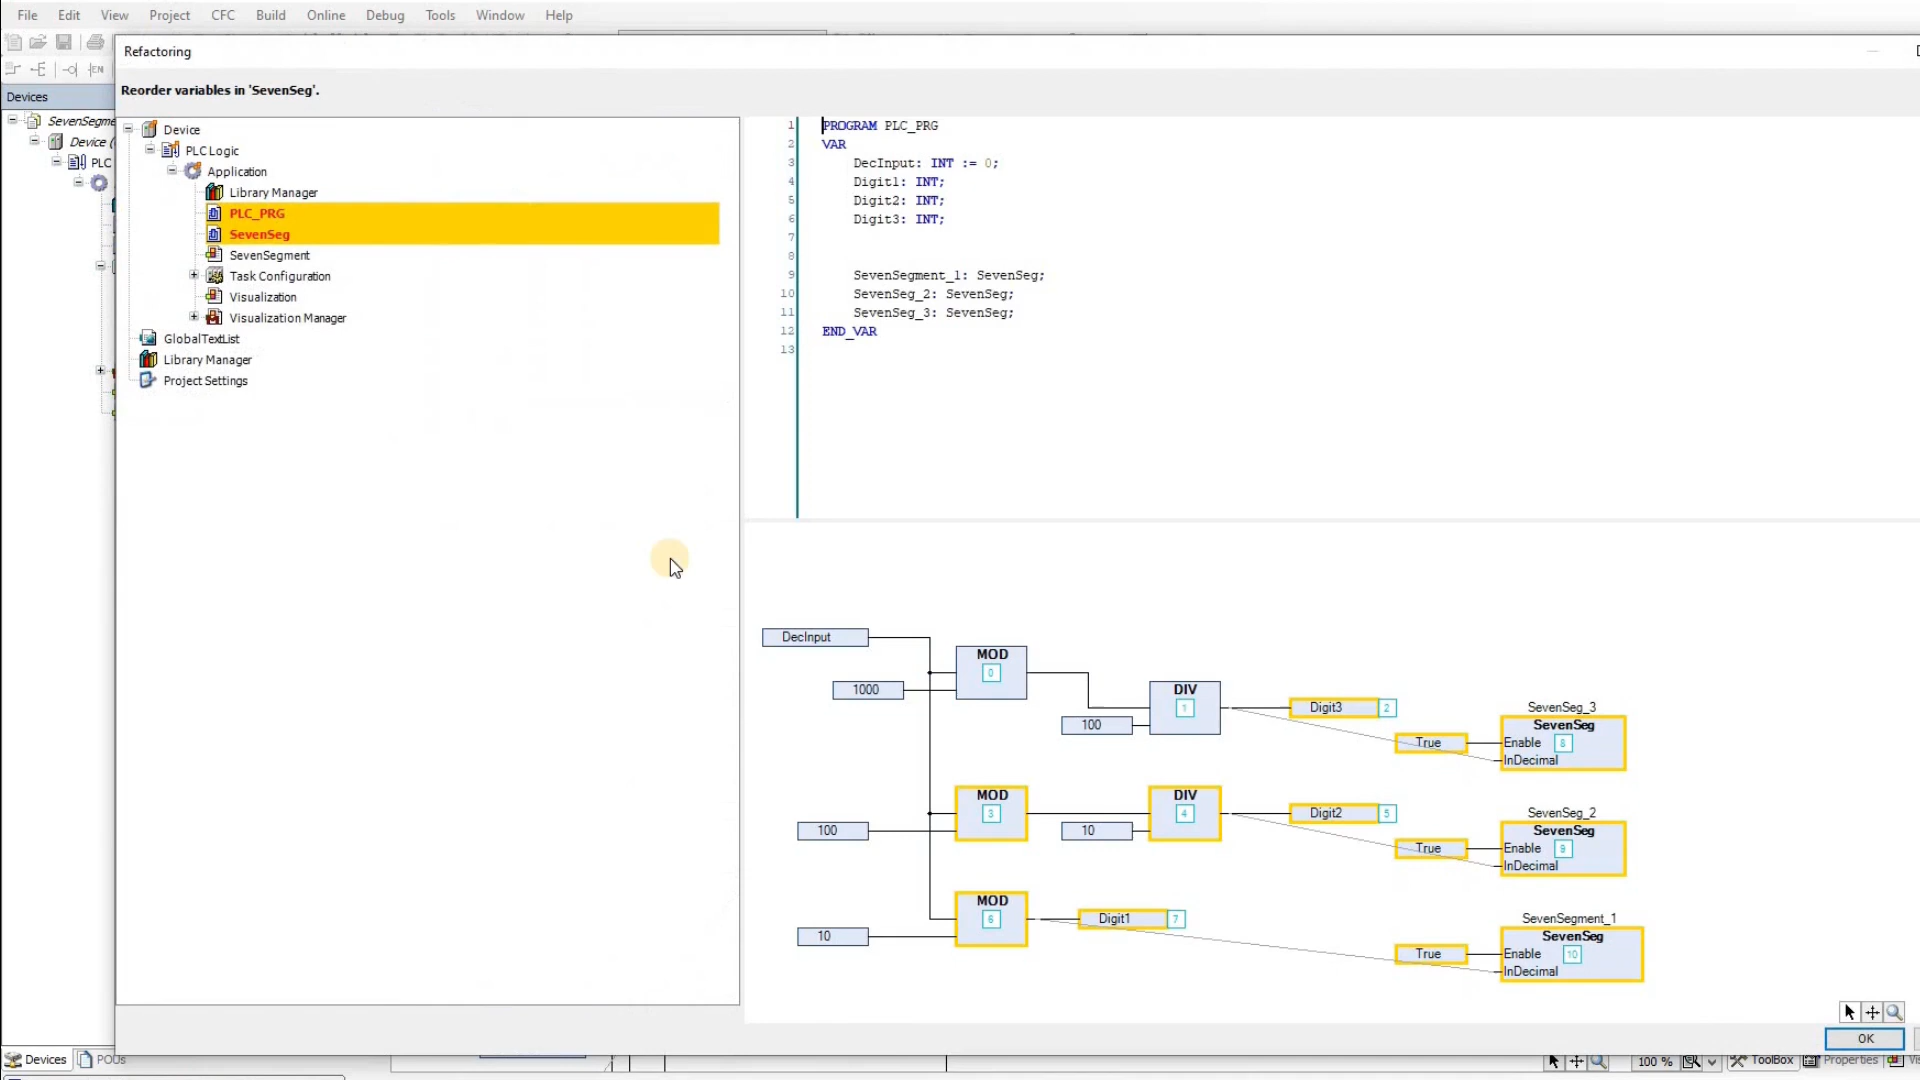 File Edit View Project CFC Build Online Debug Tools Window Help
Refactoring
Reorder variables in 'SevenSeg'.
Devices
SevenSegme
Device (
PLC
Device
PLC Logic
Application
Library Manager
PLC_PRG
SevenSeg
SevenSegment
Task Configuration
Visualization
Visualization Manager
GlobalTextList
Library Manager
Project Settings
1 PROGRAM PLC_PRG
2 VAR
3 DecInput: INT := 0;
4 Digit1: INT;
5 Digit2: INT;
6 Digit3: INT;
7
8
9 SevenSegment_1: SevenSeg;
10 SevenSeg_2: SevenSeg;
11 SevenSeg_3: SevenSeg;
12 END_VAR
13
DecInput
MOD
0
1000
DIV
1
100
Digit3 2
SevenSeg_3
SevenSeg
True Enable 8
InDecimal
MOD
3
100
DIV
4
10
Digit2 5
SevenSeg_2
SevenSeg
True Enable 9
InDecimal
MOD
6
10
Digit1 7
SevenSegment_1
SevenSeg
True Enable 10
InDecimal
OK
Devices POUs
100 % ToolBox Properties Vis